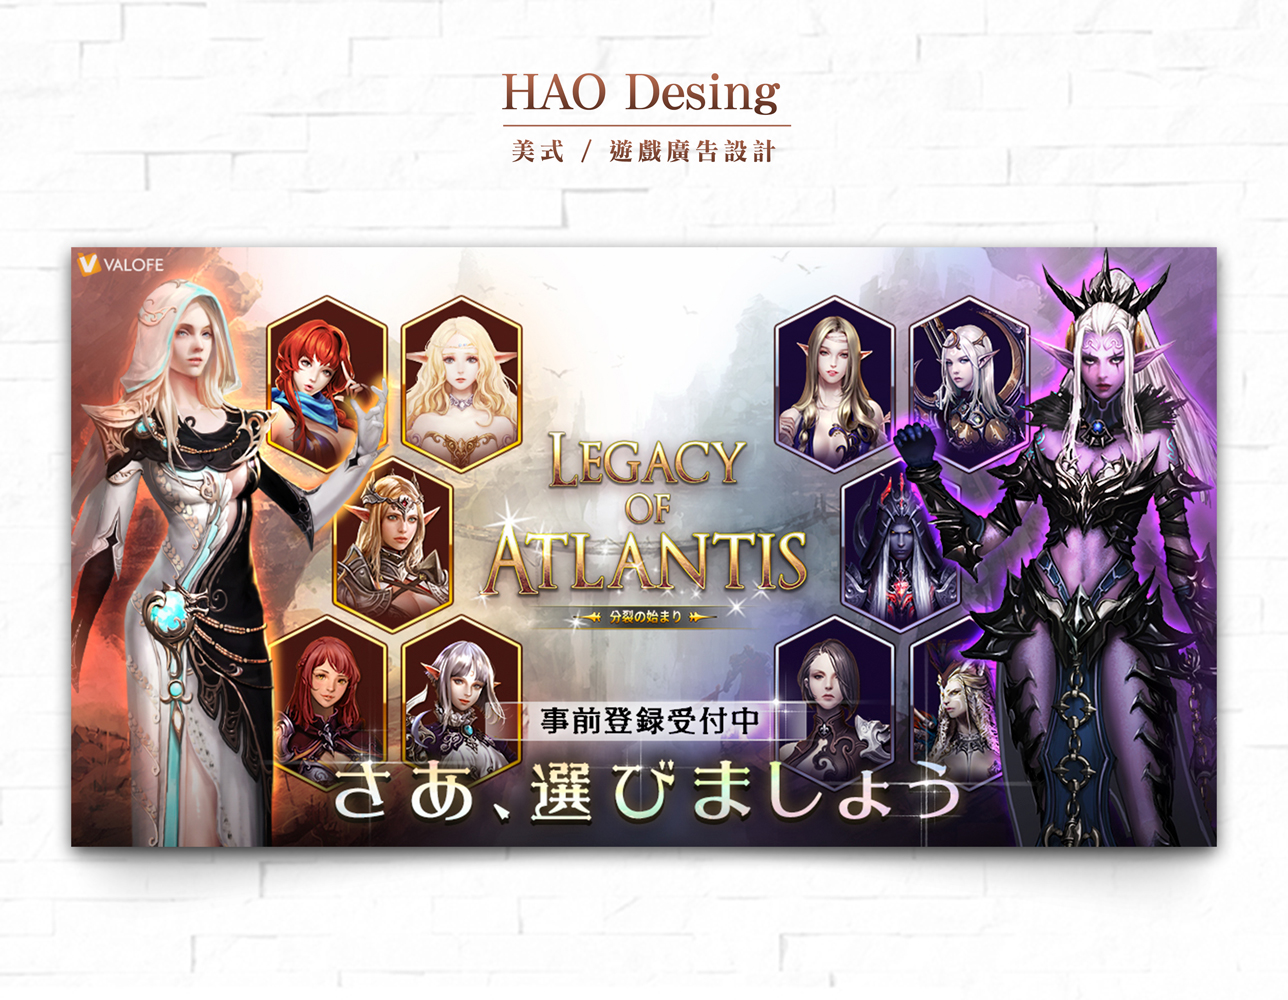 HAO Desing
美式 / 遊戲廣告設計
VALOFE
LEGACY
OF
ATLANTIS
分裂の始まり
事前登録受付中
さあ、選びましょう